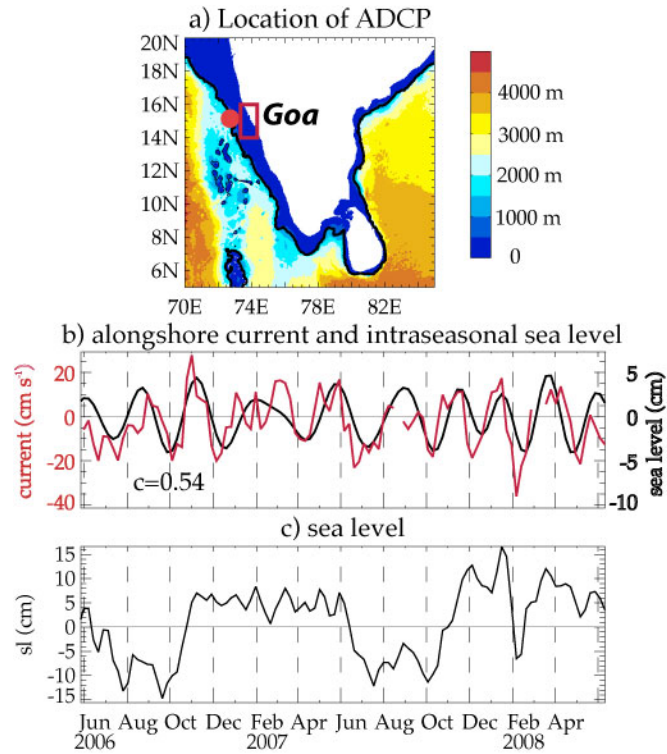 a) Location of ADCP
20N
18N
16N
14N
12N
10N
8N
6N
70E 74E 78E 82E
Goa
4000 m
3000 m
2000 m
1000 m
0
b) alongshore current and intraseasonal sea level
current (cm s⁻¹)
20
0
-20
-40
c=0.54
5
0
-5
-10
sea level (cm)
c) sea level
sl (cm)
15
10
5
0
-5
-10
-15
Jun Aug Oct Dec Feb Apr Jun Aug Oct Dec Feb Apr
2006 2007 2008